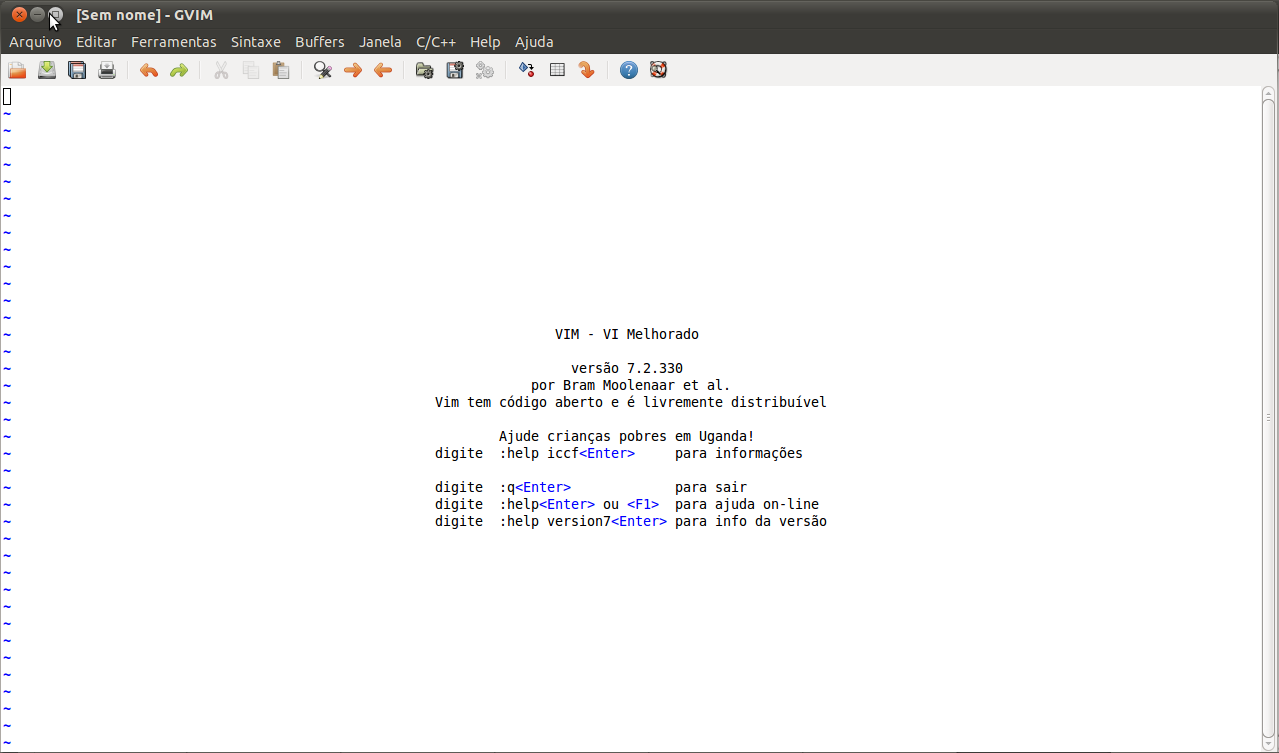 [Sem nome] - GVIM
Arquivo Editar Ferramentas Sintaxe Buffers Janela C/C++ Help Ajuda
~
~
~
~
~
~
~
~
~
~
~
~
~
~ VIM - VI Melhorado
~
~ versão 7.2.330
~ por Bram Moolenaar et al.
~ Vim tem código aberto e é livremente distribuível
~
~ Ajude crianças pobres em Uganda!
~ digite :help iccf<Enter> para informações
~
~ digite :q<Enter> para sair
~ digite :help<Enter> ou <F1> para ajuda on-line
~ digite :help version7<Enter> para info da versão
~
~
~
~
~
~
~
~
~
~
~
~
~